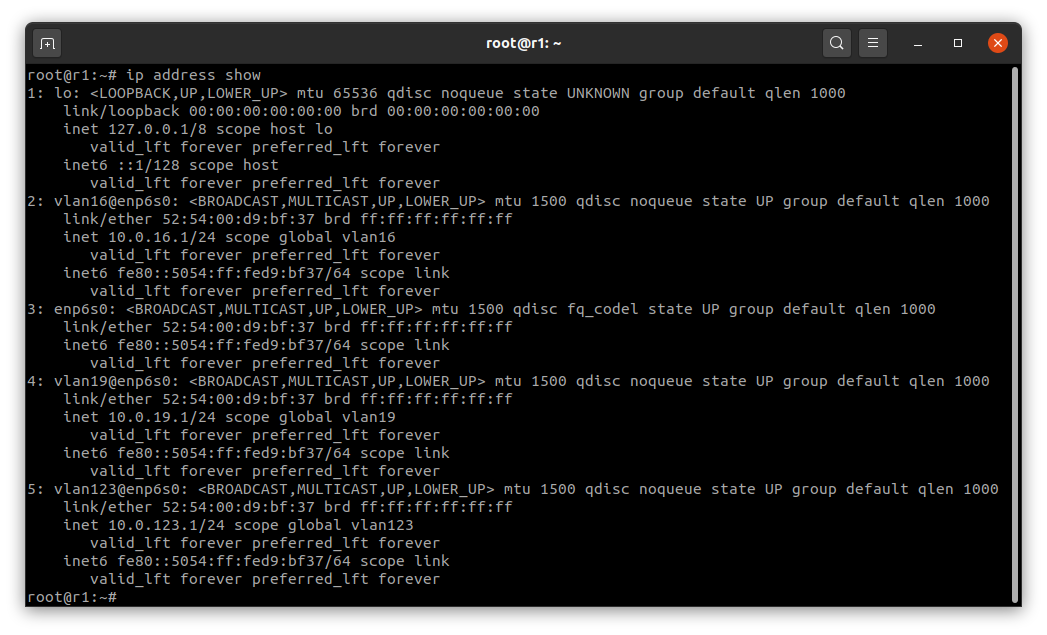 root@r1: ~
root@r1:~# ip address show
1: lo: <LOOPBACK,UP,LOWER_UP> mtu 65536 qdisc noqueue state UNKNOWN group default qlen 1000
    link/loopback 00:00:00:00:00:00 brd 00:00:00:00:00:00
    inet 127.0.0.1/8 scope host lo
       valid_lft forever preferred_lft forever
    inet6 ::1/128 scope host
       valid_lft forever preferred_lft forever
2: vlan16@enp6s0: <BROADCAST,MULTICAST,UP,LOWER_UP> mtu 1500 qdisc noqueue state UP group default qlen 1000
    link/ether 52:54:00:d9:bf:37 brd ff:ff:ff:ff:ff:ff
    inet 10.0.16.1/24 scope global vlan16
       valid_lft forever preferred_lft forever
    inet6 fe80::5054:ff:fed9:bf37/64 scope link
       valid_lft forever preferred_lft forever
3: enp6s0: <BROADCAST,MULTICAST,UP,LOWER_UP> mtu 1500 qdisc fq_codel state UP group default qlen 1000
    link/ether 52:54:00:d9:bf:37 brd ff:ff:ff:ff:ff:ff
    inet6 fe80::5054:ff:fed9:bf37/64 scope link
       valid_lft forever preferred_lft forever
4: vlan19@enp6s0: <BROADCAST,MULTICAST,UP,LOWER_UP> mtu 1500 qdisc noqueue state UP group default qlen 1000
    link/ether 52:54:00:d9:bf:37 brd ff:ff:ff:ff:ff:ff
    inet 10.0.19.1/24 scope global vlan19
       valid_lft forever preferred_lft forever
    inet6 fe80::5054:ff:fed9:bf37/64 scope link
       valid_lft forever preferred_lft forever
5: vlan123@enp6s0: <BROADCAST,MULTICAST,UP,LOWER_UP> mtu 1500 qdisc noqueue state UP group default qlen 1000
    link/ether 52:54:00:d9:bf:37 brd ff:ff:ff:ff:ff:ff
    inet 10.0.123.1/24 scope global vlan123
       valid_lft forever preferred_lft forever
    inet6 fe80::5054:ff:fed9:bf37/64 scope link
       valid_lft forever preferred_lft forever
root@r1:~#